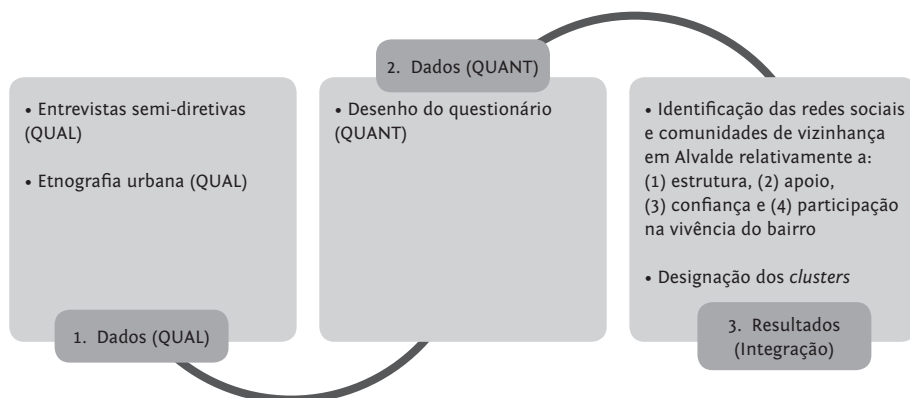 • Entrevistas semi-diretivas
(QUAL)
• Etnografia urbana (QUAL)
1. Dados (QUAL)
2. Dados (QUANT)
• Desenho do questionário
(QUANT)
• Identificação das redes sociais
e comunidades de vizinhança
em Alvalde relativamente a:
(1) estrutura, (2) apoio,
(3) confiança e (4) participação
na vivência do bairro
• Designação dos clusters
3. Resultados
(Integração)